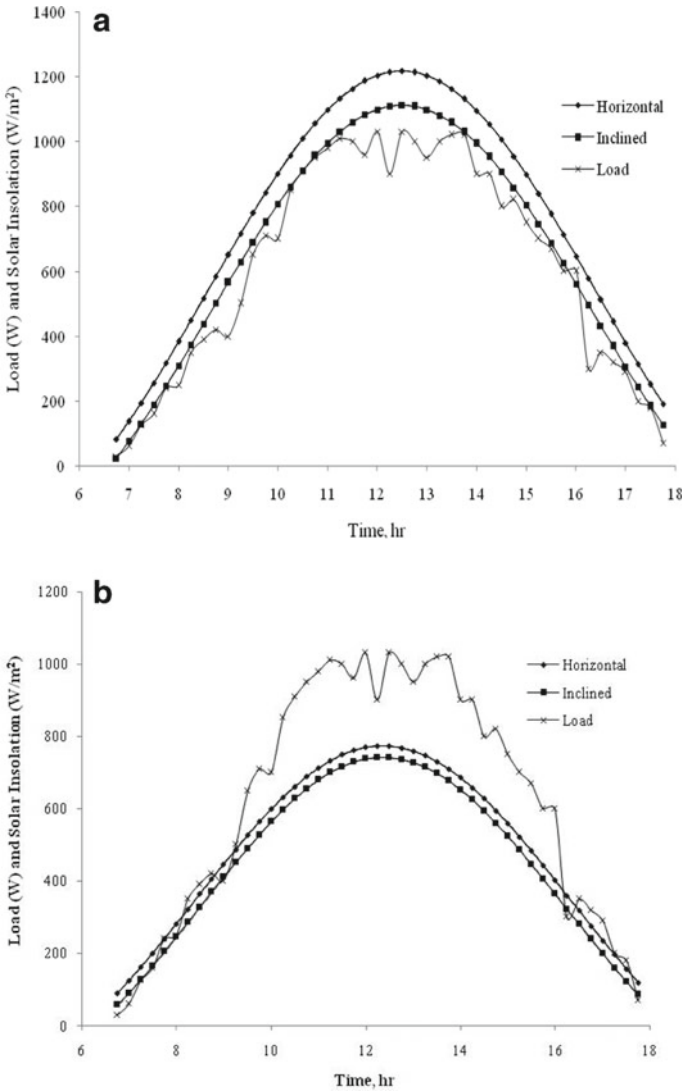 a
Load (W) and Solar Insolation (W/m²)
1400
1200
1000
800
600
400
200
0
Horizontal
Inclined
Load
6 7 8 9 10 11 12 13 14 15 16 17 18
Time, hr
b
Load (W) and Solar Insolation (W/m²)
1200
1000
800
600
400
200
0
Horizontal
Inclined
Load
6 8 10 12 14 16 18
Time, hr